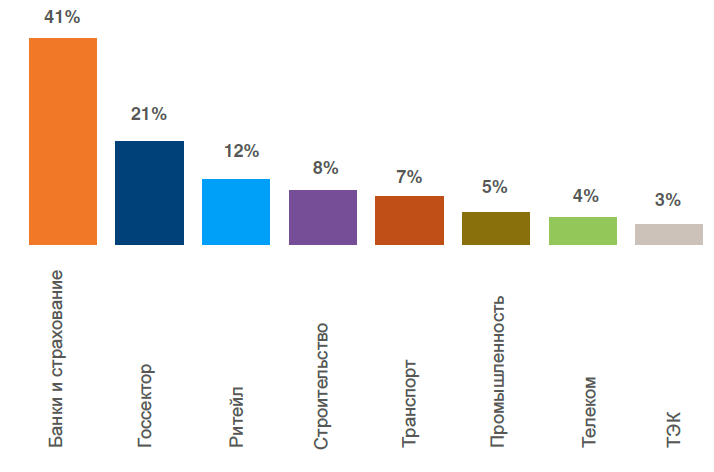 41%
21%
12%
8%
7%
5%
4%
3%
Банки и страхование
Госсектор
Ритейл
Строительство
Транспорт
Промышленность
Телеком
ТЭК